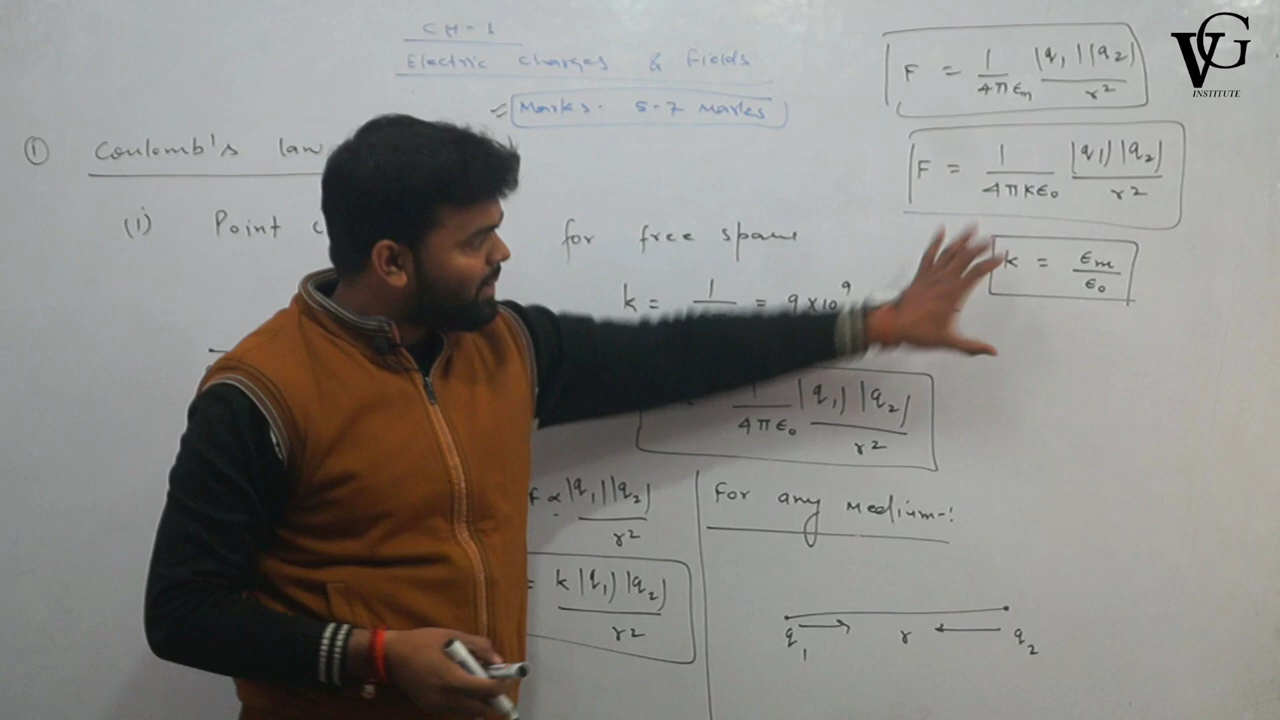 CH-1
Electric charges & Fields
= Marks. 5-7 Marks
① Coulomb's law
(i) Point
for free space
k = 1 = 9 × 10⁹
1 |q₁| |q₂|
4πε₀ r²
F ∝ |q₁| |q₂|
r²
= k |q₁| |q₂|
r²
For any Medium-:
q₁ r q₂
F = 1 |q₁| |q₂|
4πεm r²
F = 1 |q₁| |q₂|
4πKε₀ r²
k = εm
ε₀
VG
INSTITUTE